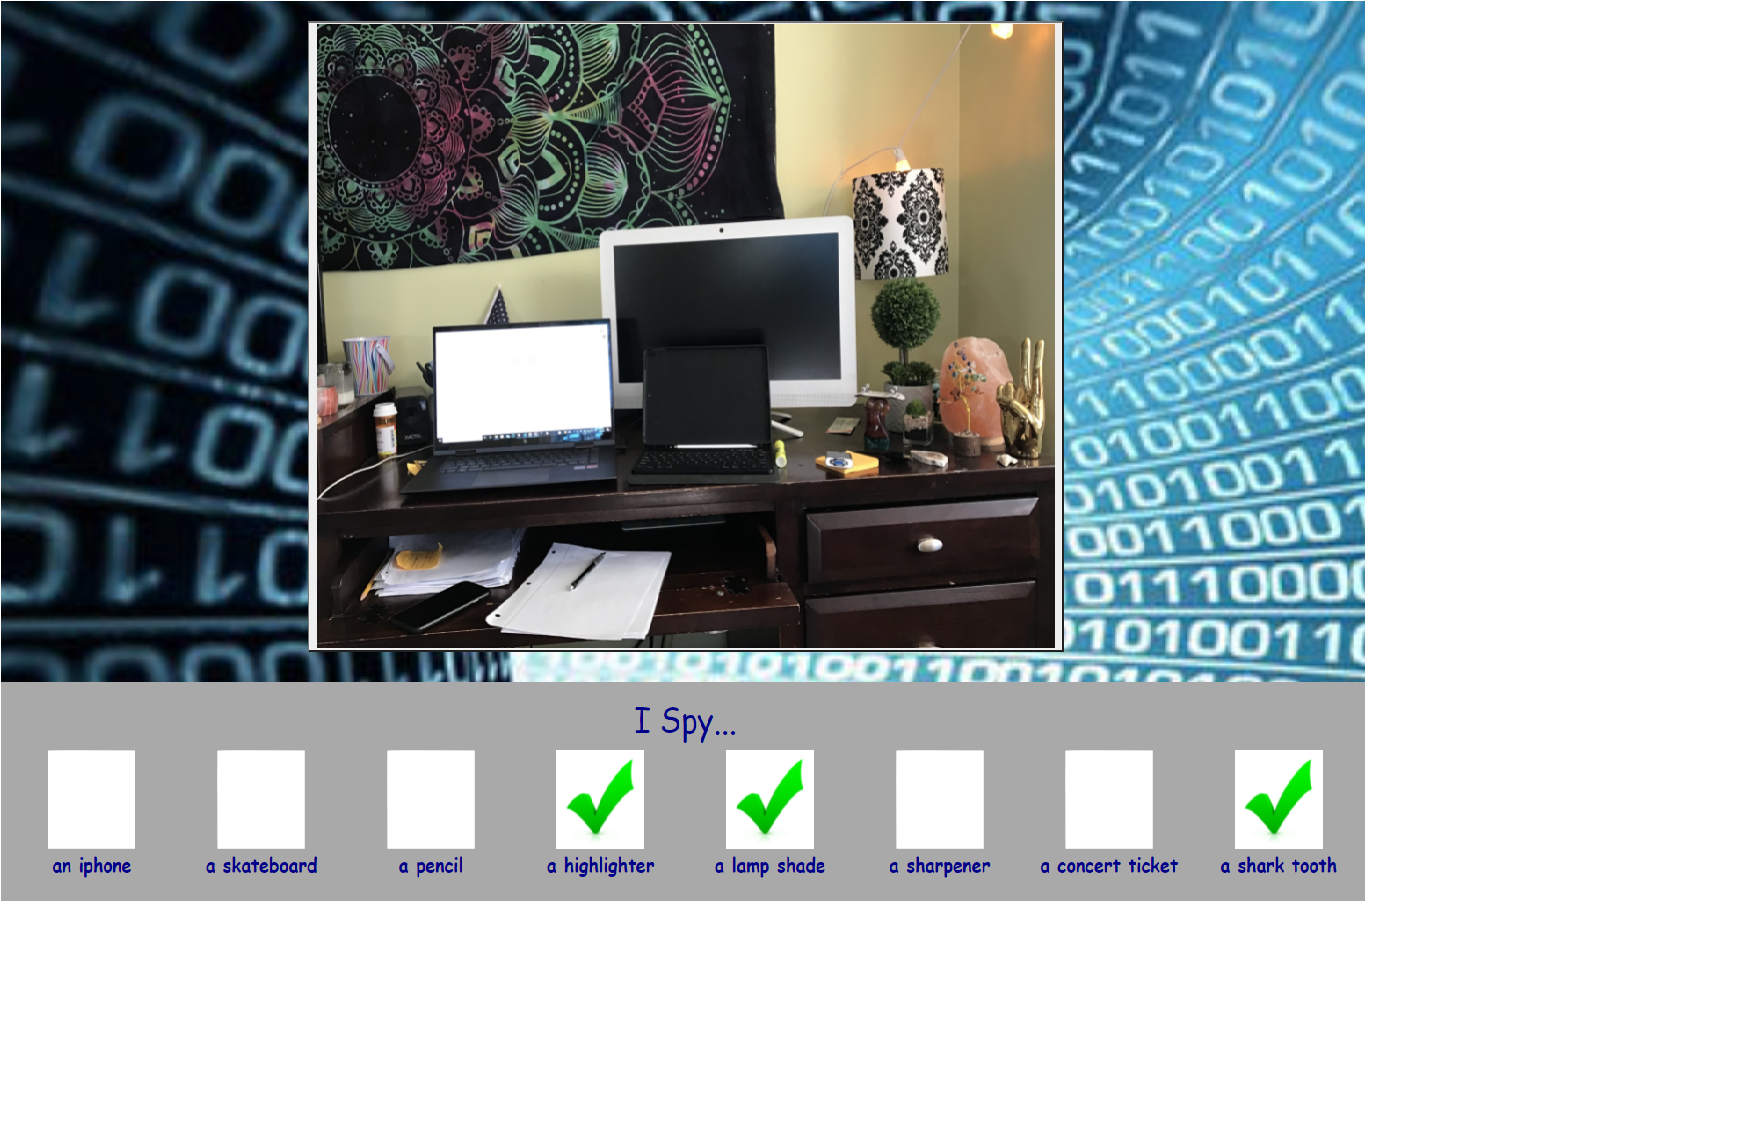 I Spy...
an iphone
a skateboard
a pencil
a highlighter
a lamp shade
a sharpener
a concert ticket
a shark tooth